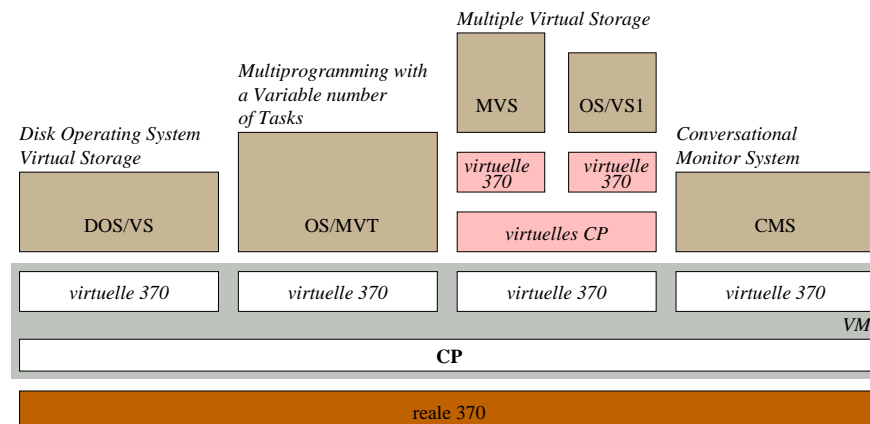 Multiple Virtual Storage
Multiprogramming with
a Variable number
of Tasks
MVS
OS/VS1
Disk Operating System
Virtual Storage
Conversational
Monitor System
virtuelle
370
virtuelle
370
DOS/VS
OS/MVT
virtuelles CP
CMS
virtuelle 370
virtuelle 370
virtuelle 370
virtuelle 370
VM
CP
reale 370